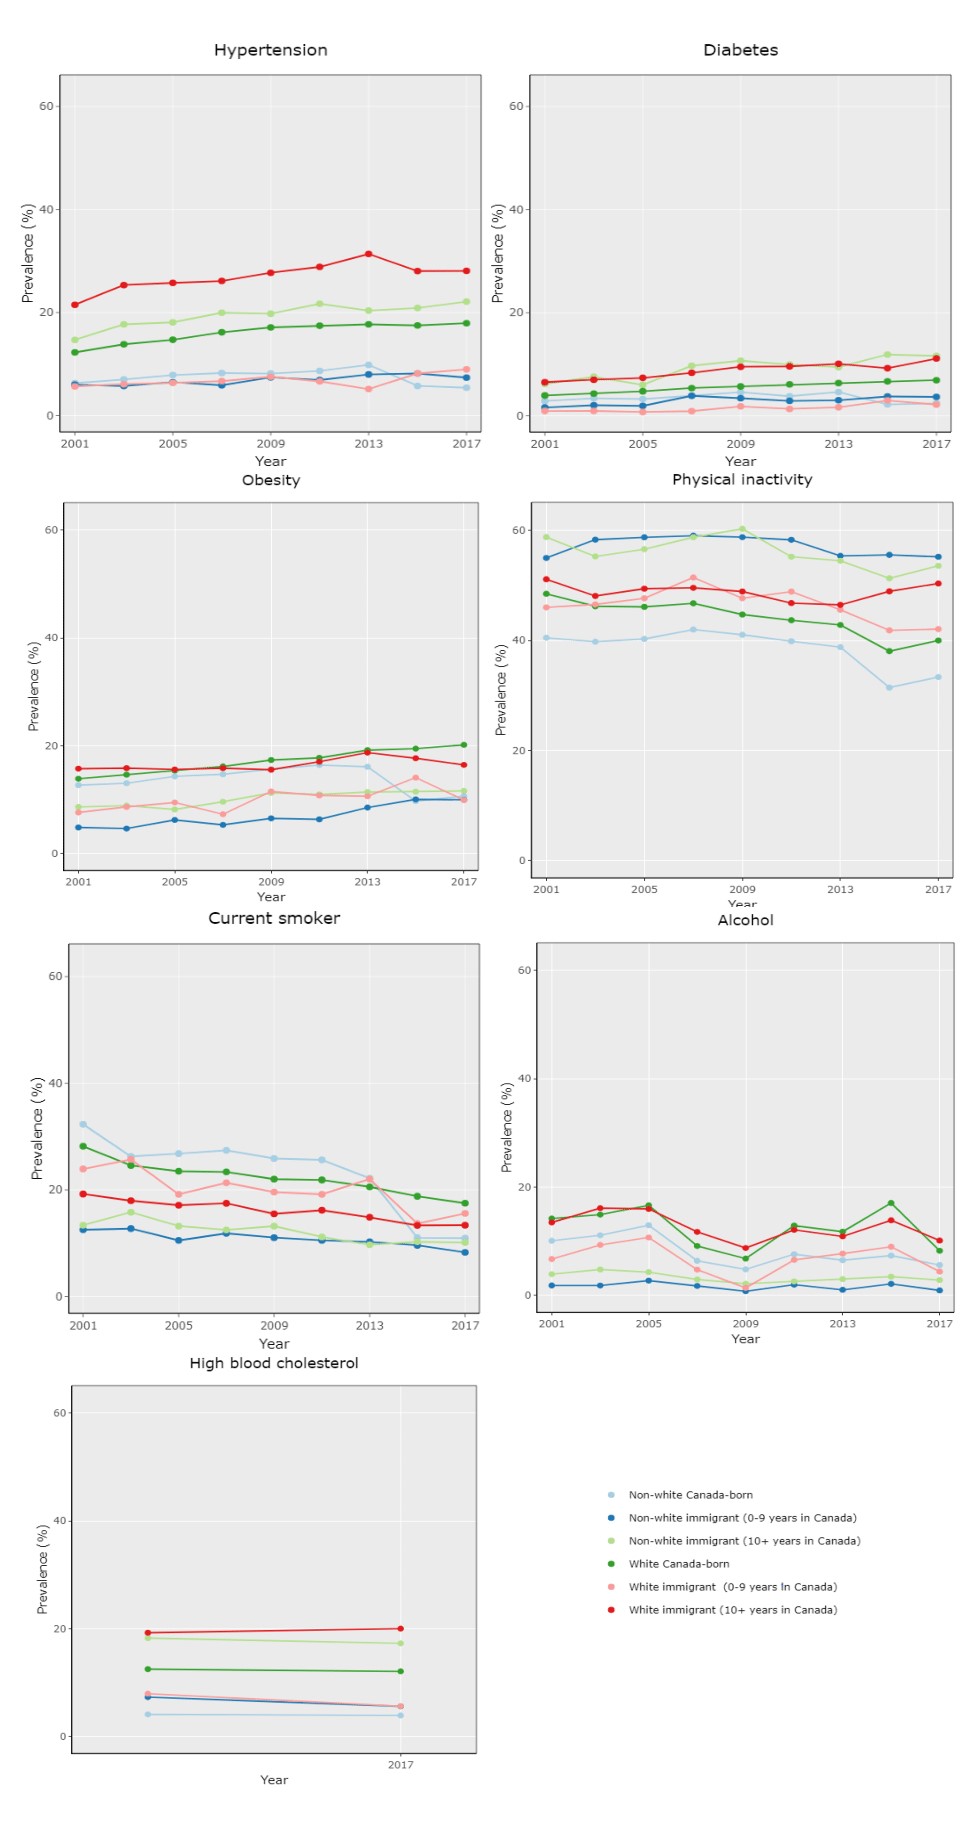 Hypertension
Diabetes
Prevalence (%)
60
40
20
0
2001 2005 2009 2013 2017
Year
Prevalence (%)
60
40
20
0
2001 2005 2009 2013 2017
Year
Obesity
Physical inactivity
Prevalence (%)
60
40
20
0
2001 2005 2009 2013 2017
Year
Prevalence (%)
60
40
20
0
2001 2005 2009 2013 2017
Year
Current smoker
Alcohol
Prevalence (%)
60
40
20
0
2001 2005 2009 2013 2017
Year
Prevalence (%)
60
40
20
0
2001 2005 2009 2013 2017
Year
High blood cholesterol
Prevalence (%)
60
40
20
0
2017
Year
Non-white Canada-born
Non-white immigrant (0-9 years in Canada)
Non-white immigrant (10+ years in Canada)
White Canada-born
White immigrant (0-9 years in Canada)
White immigrant (10+ years in Canada)